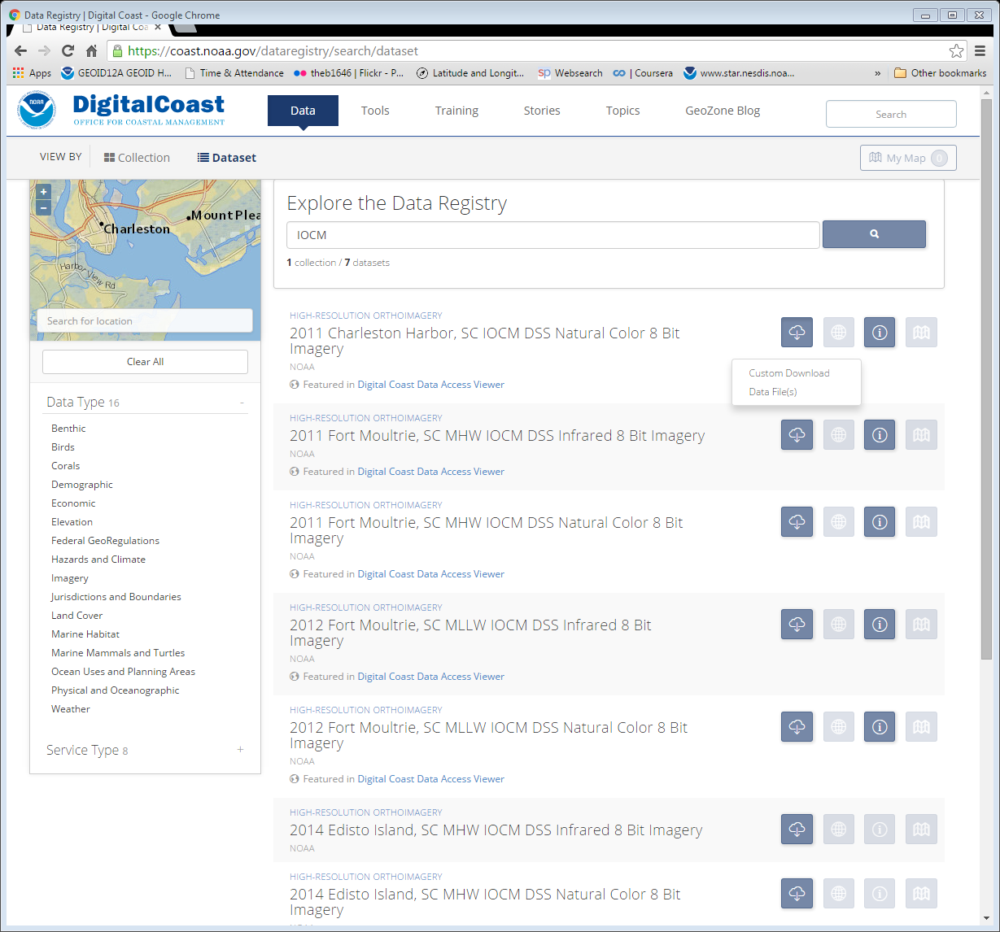 Data Registry | Digital Coast - Google Chrome
Data Registry | Digital Coa
https://coast.noaa.gov/dataregistry/search/dataset
Apps GEOID12A GEOID H... Time & Attendance theb1646 | Flickr - P... Latitude and Longit... sp Websearch | Coursera www.star.nesdis.noa... » Other bookmarks
NOAA
DigitalCoast
OFFICE FOR COASTAL MANAGEMENT
Data Tools Training Stories Topics GeoZone Blog Search
VIEW BY Collection Dataset My Map 0
+
−
Mount Plea
Charleston
Harbor View Rd
Search for location
Clear All
Data Type 16 -
Benthic
Birds
Corals
Demographic
Economic
Elevation
Federal GeoRegulations
Hazards and Climate
Imagery
Jurisdictions and Boundaries
Land Cover
Marine Habitat
Marine Mammals and Turtles
Ocean Uses and Planning Areas
Physical and Oceanographic
Weather
Service Type 8 +
Explore the Data Registry
IOCM
1 collection / 7 datasets
HIGH-RESOLUTION ORTHOIMAGERY
2011 Charleston Harbor, SC IOCM DSS Natural Color 8 Bit
Imagery
NOAA
Featured in Digital Coast Data Access Viewer
Custom Download
Data File(s)
HIGH-RESOLUTION ORTHOIMAGERY
2011 Fort Moultrie, SC MHW IOCM DSS Infrared 8 Bit Imagery
NOAA
Featured in Digital Coast Data Access Viewer
HIGH-RESOLUTION ORTHOIMAGERY
2011 Fort Moultrie, SC MHW IOCM DSS Natural Color 8 Bit
Imagery
NOAA
Featured in Digital Coast Data Access Viewer
HIGH-RESOLUTION ORTHOIMAGERY
2012 Fort Moultrie, SC MLLW IOCM DSS Infrared 8 Bit
Imagery
NOAA
Featured in Digital Coast Data Access Viewer
HIGH-RESOLUTION ORTHOIMAGERY
2012 Fort Moultrie, SC MLLW IOCM DSS Natural Color 8 Bit
Imagery
NOAA
Featured in Digital Coast Data Access Viewer
HIGH-RESOLUTION ORTHOIMAGERY
2014 Edisto Island, SC MHW IOCM DSS Infrared 8 Bit Imagery
NOAA
HIGH-RESOLUTION ORTHOIMAGERY
2014 Edisto Island, SC MHW IOCM DSS Natural Color 8 Bit
Imagery